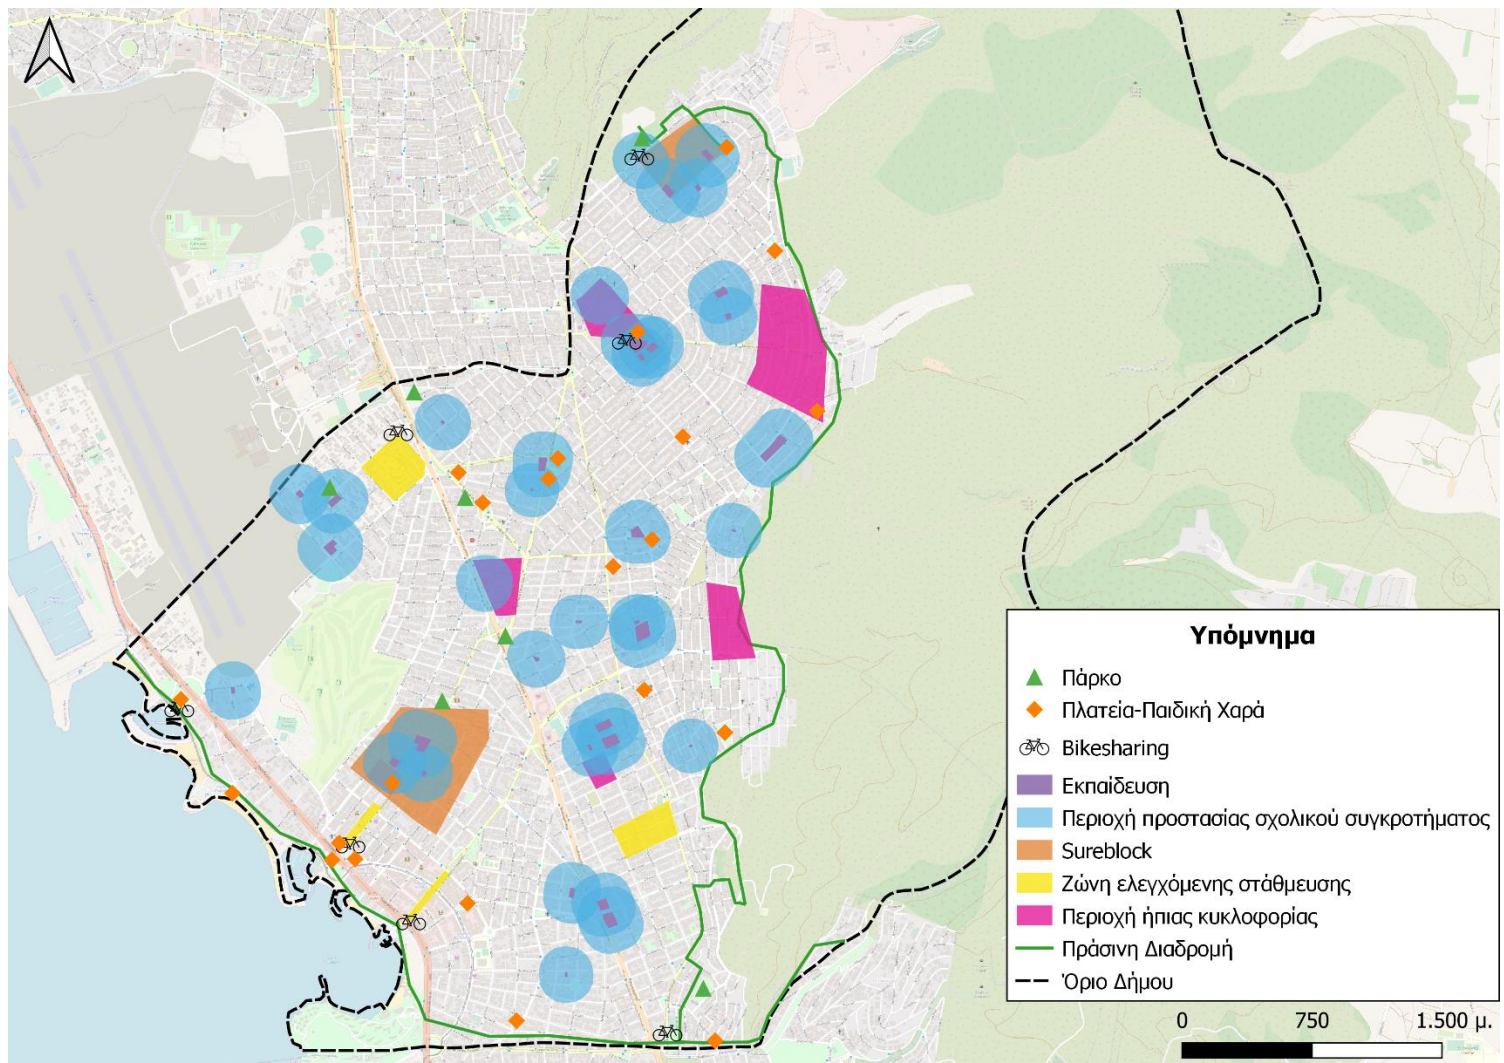 Υπόμνημα
Πάρκο
Πλατεία-Παιδική Χαρά
Bikesharing
Εκπαίδευση
Περιοχή προστασίας σχολικού συγκροτήματος
Sureblock
Ζώνη ελεγχόμενης στάθμευσης
Περιοχή ήπιας κυκλοφορίας
Πράσινη Διαδρομή
Όριο Δήμου
0 750 1.500 μ.